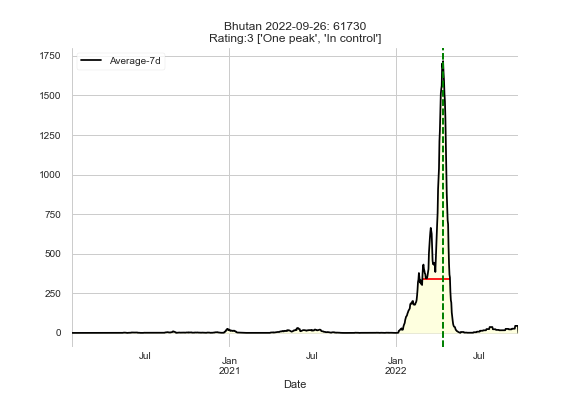 Bhutan 2022-09-26: 61730
Rating:3 ['One peak', 'In control']
Average-7d
1750
1500
1250
1000
750
500
250
0
Jul
Jan
2021
Jul
Jan
2022
Jul
Date